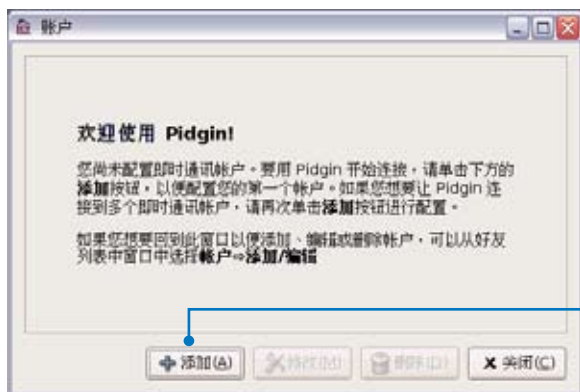 账户
欢迎使用 Pidgin!
您尚未配置即时通讯帐户。要用 Pidgin 开始连接，请单击下方的
添加按钮，以便配置您的第一个帐户。如果您想要让 Pidgin 连
接到多个即时通讯帐户，请再次单击添加按钮进行配置。
如果您想要回到此窗口以便添加、编辑或删除帐户，可以从好友
列表中窗口中选择帐户⇨添加/编辑
添加(A) 修改(M) 删除(D) 关闭(C)